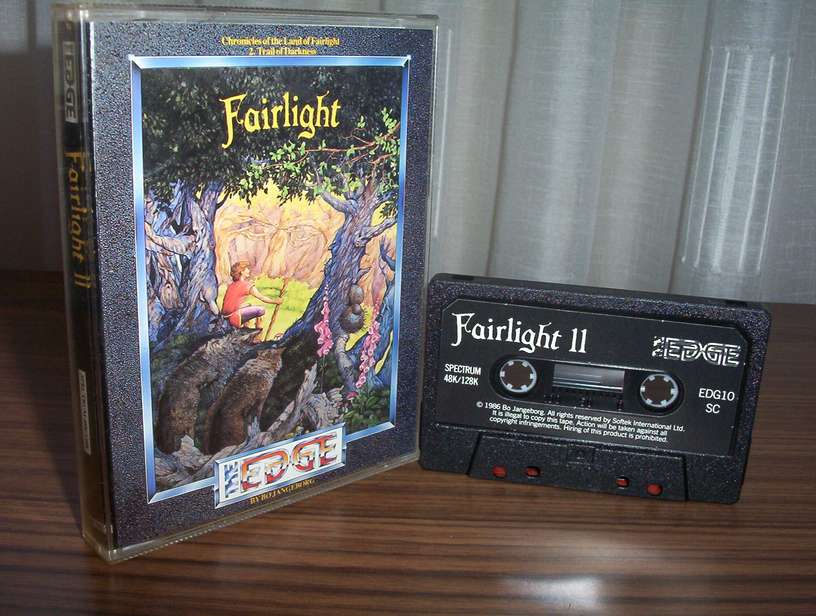 Chronicles of the Land of Fairlight
2. Trail of Darkness
Fairlight
THE EDGE
BY BO JANGEBORG
EDGE
Fairlight II
Fairlight II
THE EDGE
SPECTRUM
48K/128K
EDG10
SC
© 1986 Bo Jangeborg. All rights reserved by Softek International Ltd.
It is illegal to copy this tape. Action will be taken against all
copyright infringements. Hiring of this product is prohibited.